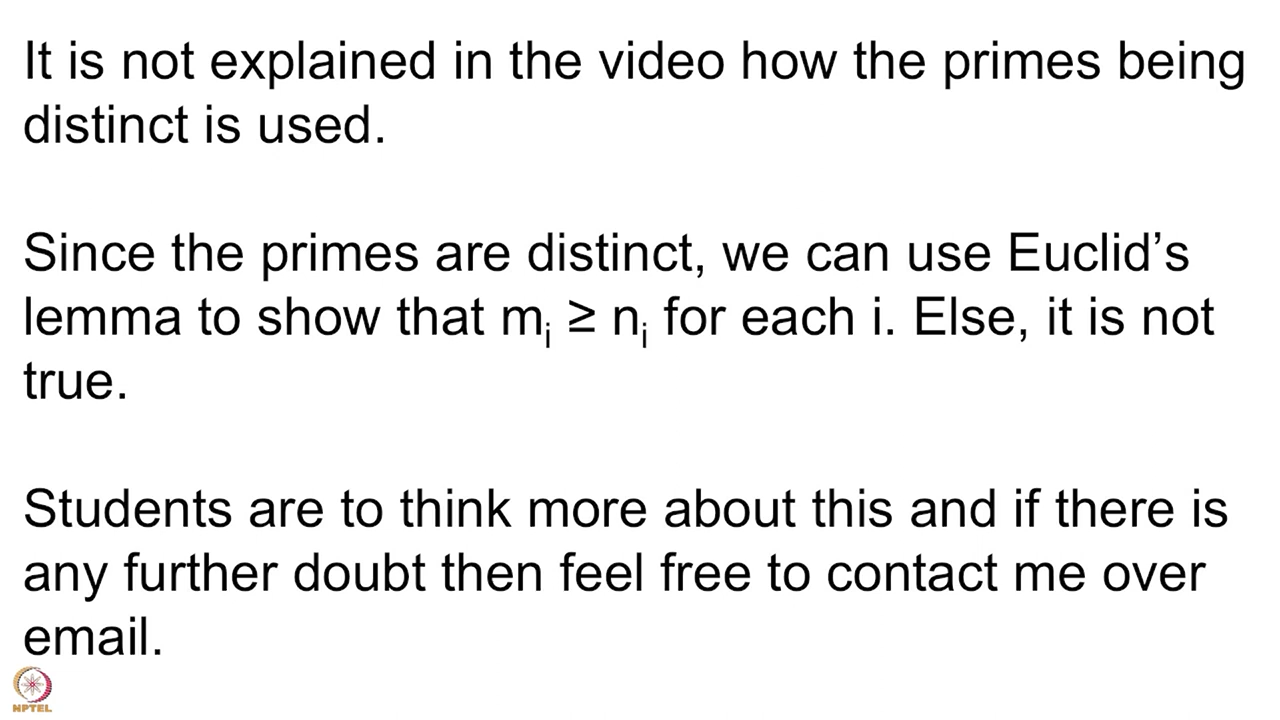 It is not explained in the video how the primes being
distinct is used.
Since the primes are distinct, we can use Euclid’s
lemma to show that mᵢ ≥ nᵢ for each i. Else, it is not
true.
Students are to think more about this and if there is
any further doubt then feel free to contact me over
email.
NPTEL